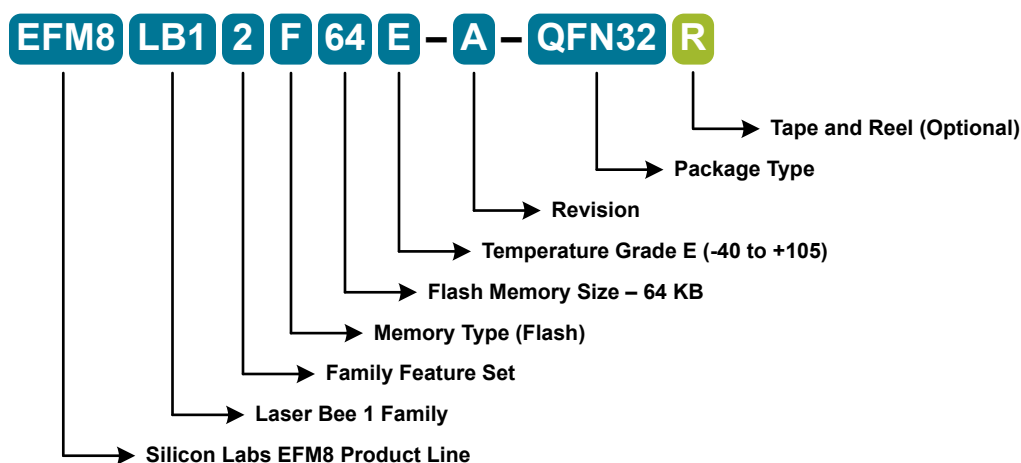 EFM8 LB1 2 F 64 E – A – QFN32 R
Tape and Reel (Optional)
Package Type
Revision
Temperature Grade E (-40 to +105)
Flash Memory Size – 64 KB
Memory Type (Flash)
Family Feature Set
Laser Bee 1 Family
Silicon Labs EFM8 Product Line